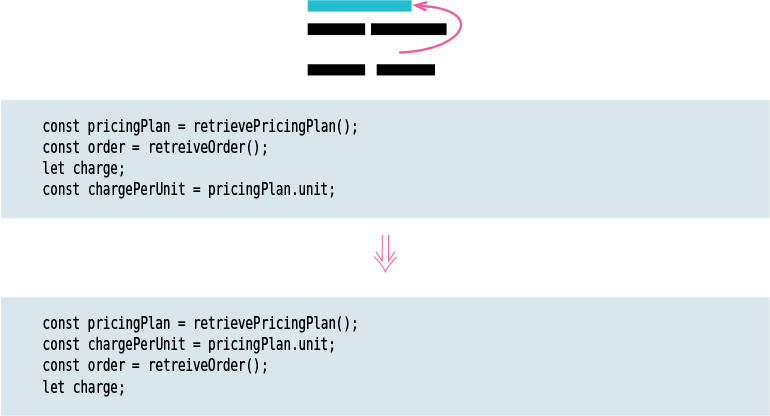 const pricingPlan = retrievePricingPlan();
const order = retreiveOrder();
let charge;
const chargePerUnit = pricingPlan.unit;
const pricingPlan = retrievePricingPlan();
const chargePerUnit = pricingPlan.unit;
const order = retreiveOrder();
let charge;